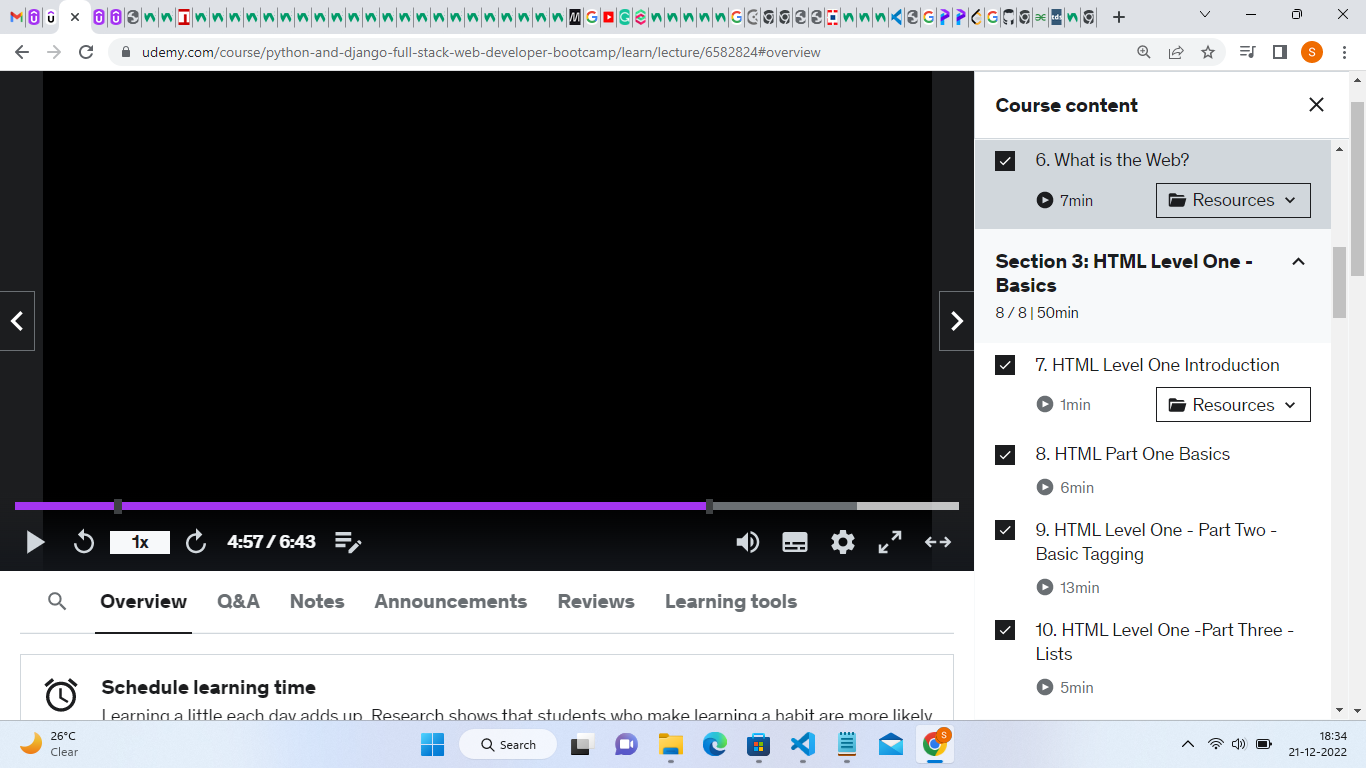 udemy.com/course/python-and-django-full-stack-web-developer-bootcamp/learn/lecture/6582824#overview
S
Course content
6. What is the Web?
7min
Resources
Section 3: HTML Level One -
Basics
8 / 8 | 50min
7. HTML Level One Introduction
1min
Resources
8. HTML Part One Basics
6min
9. HTML Level One - Part Two -
Basic Tagging
13min
10. HTML Level One -Part Three -
Lists
5min
1x
4:57 / 6:43
Overview
Q&A
Notes
Announcements
Reviews
Learning tools
Schedule learning time
Learning a little each day adds up. Research shows that students who make learning a habit are more likely
26°C
Clear
Search
S
18:34
21-12-2022